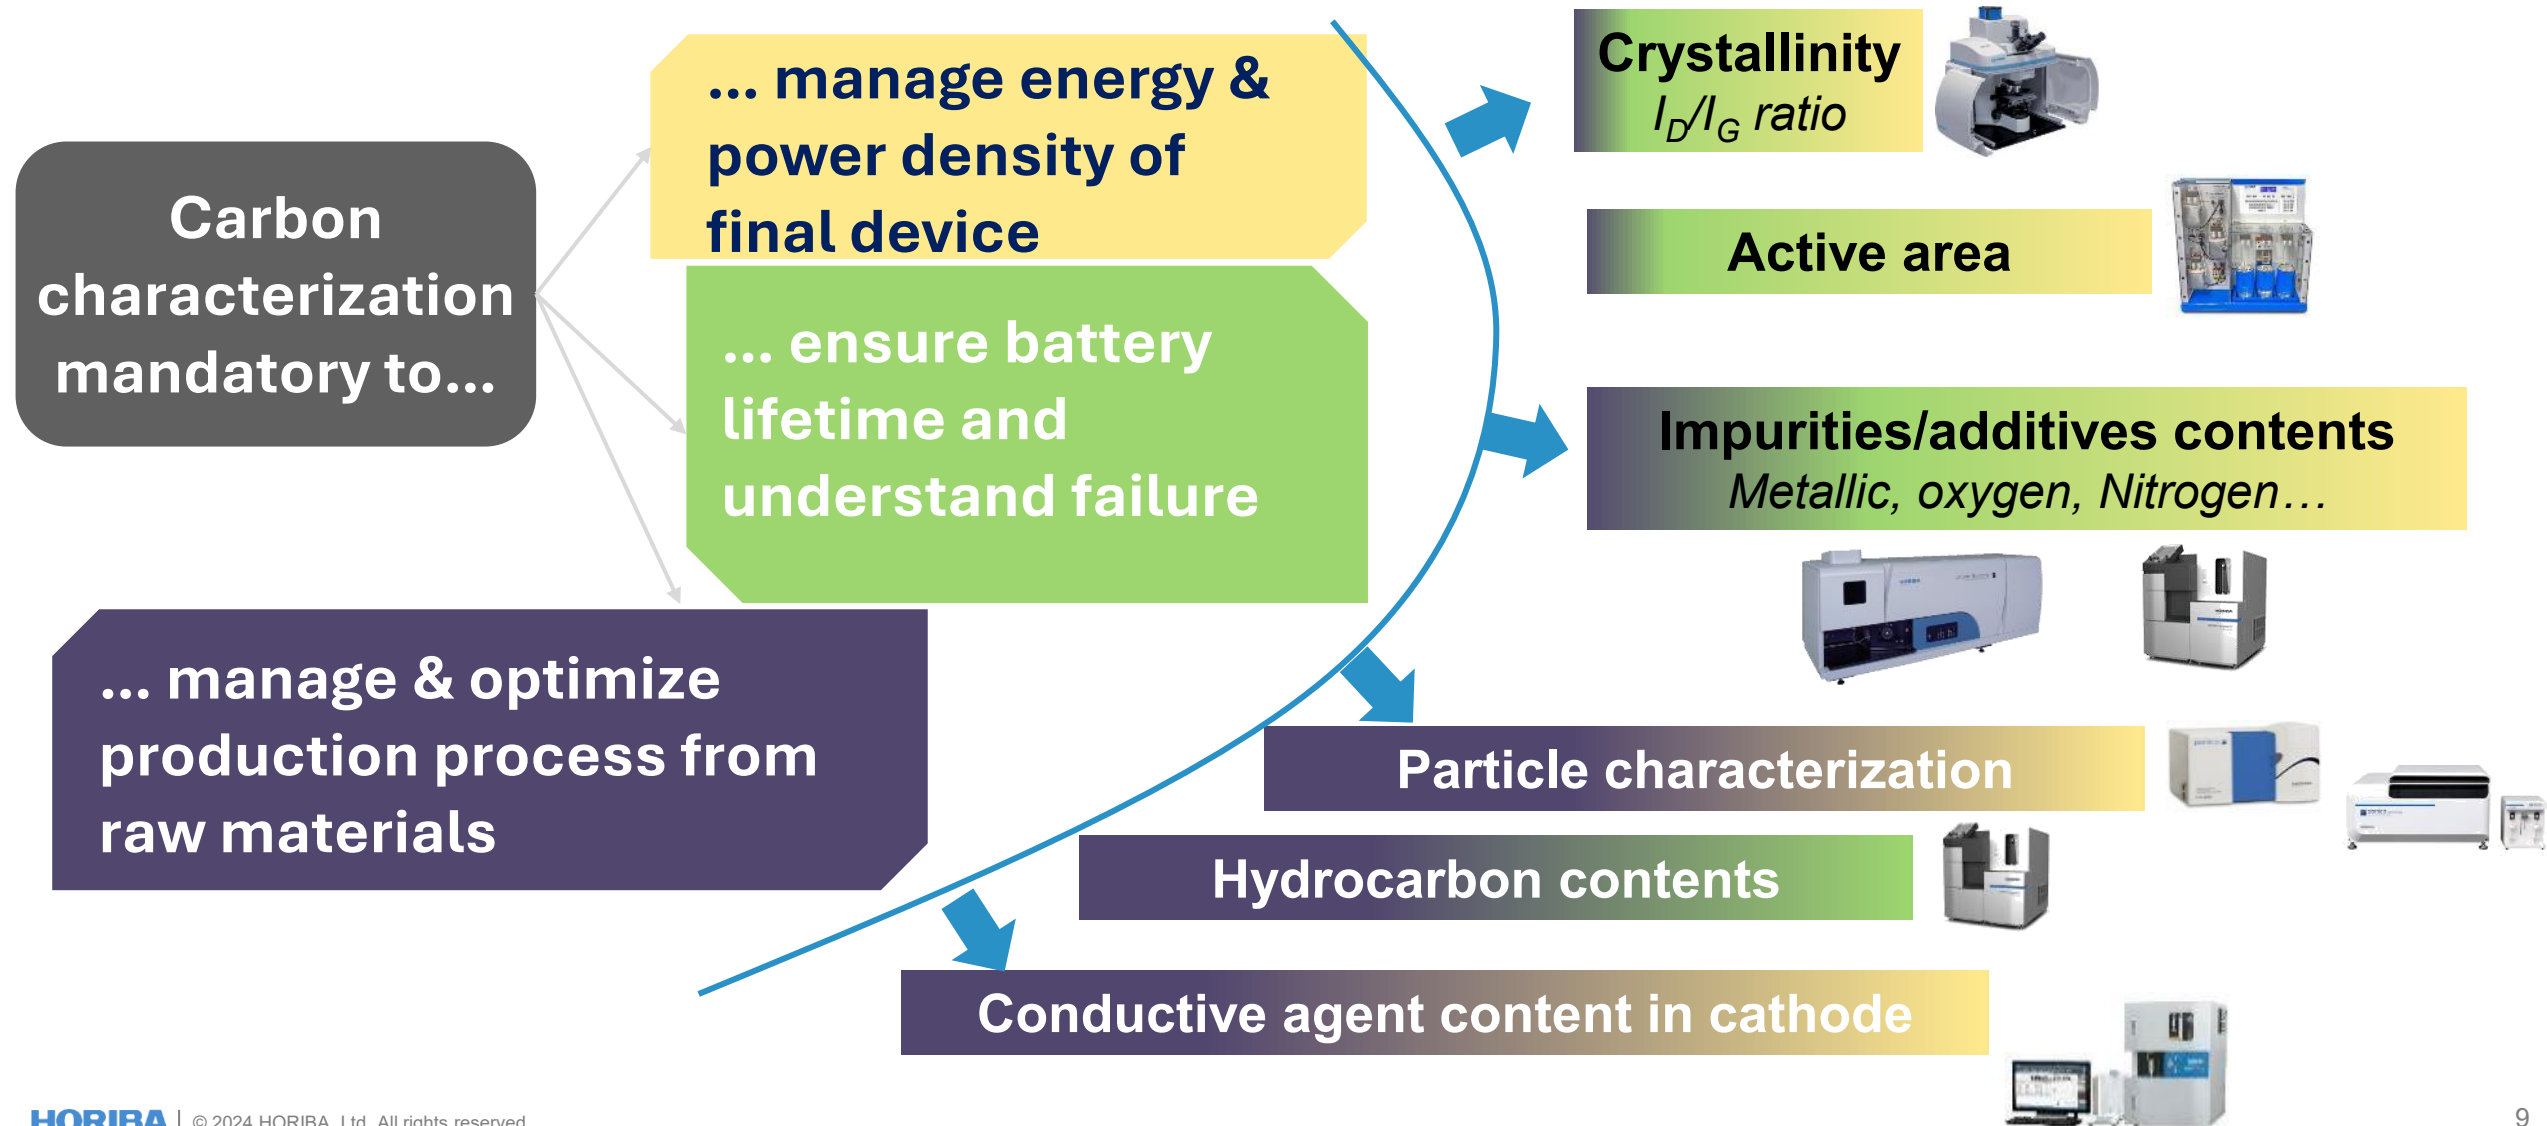 Carbon
characterization
mandatory to...
... manage energy &
power density of
final device
... ensure battery
lifetime and
understand failure
... manage & optimize
production process from
raw materials
Crystallinity
I_D/I_G ratio
Active area
Impurities/additives contents
Metallic, oxygen, Nitrogen…
Particle characterization
Hydrocarbon contents
Conductive agent content in cathode
HORIBA | © 2024 HORIBA, Ltd. All rights reserved.
9